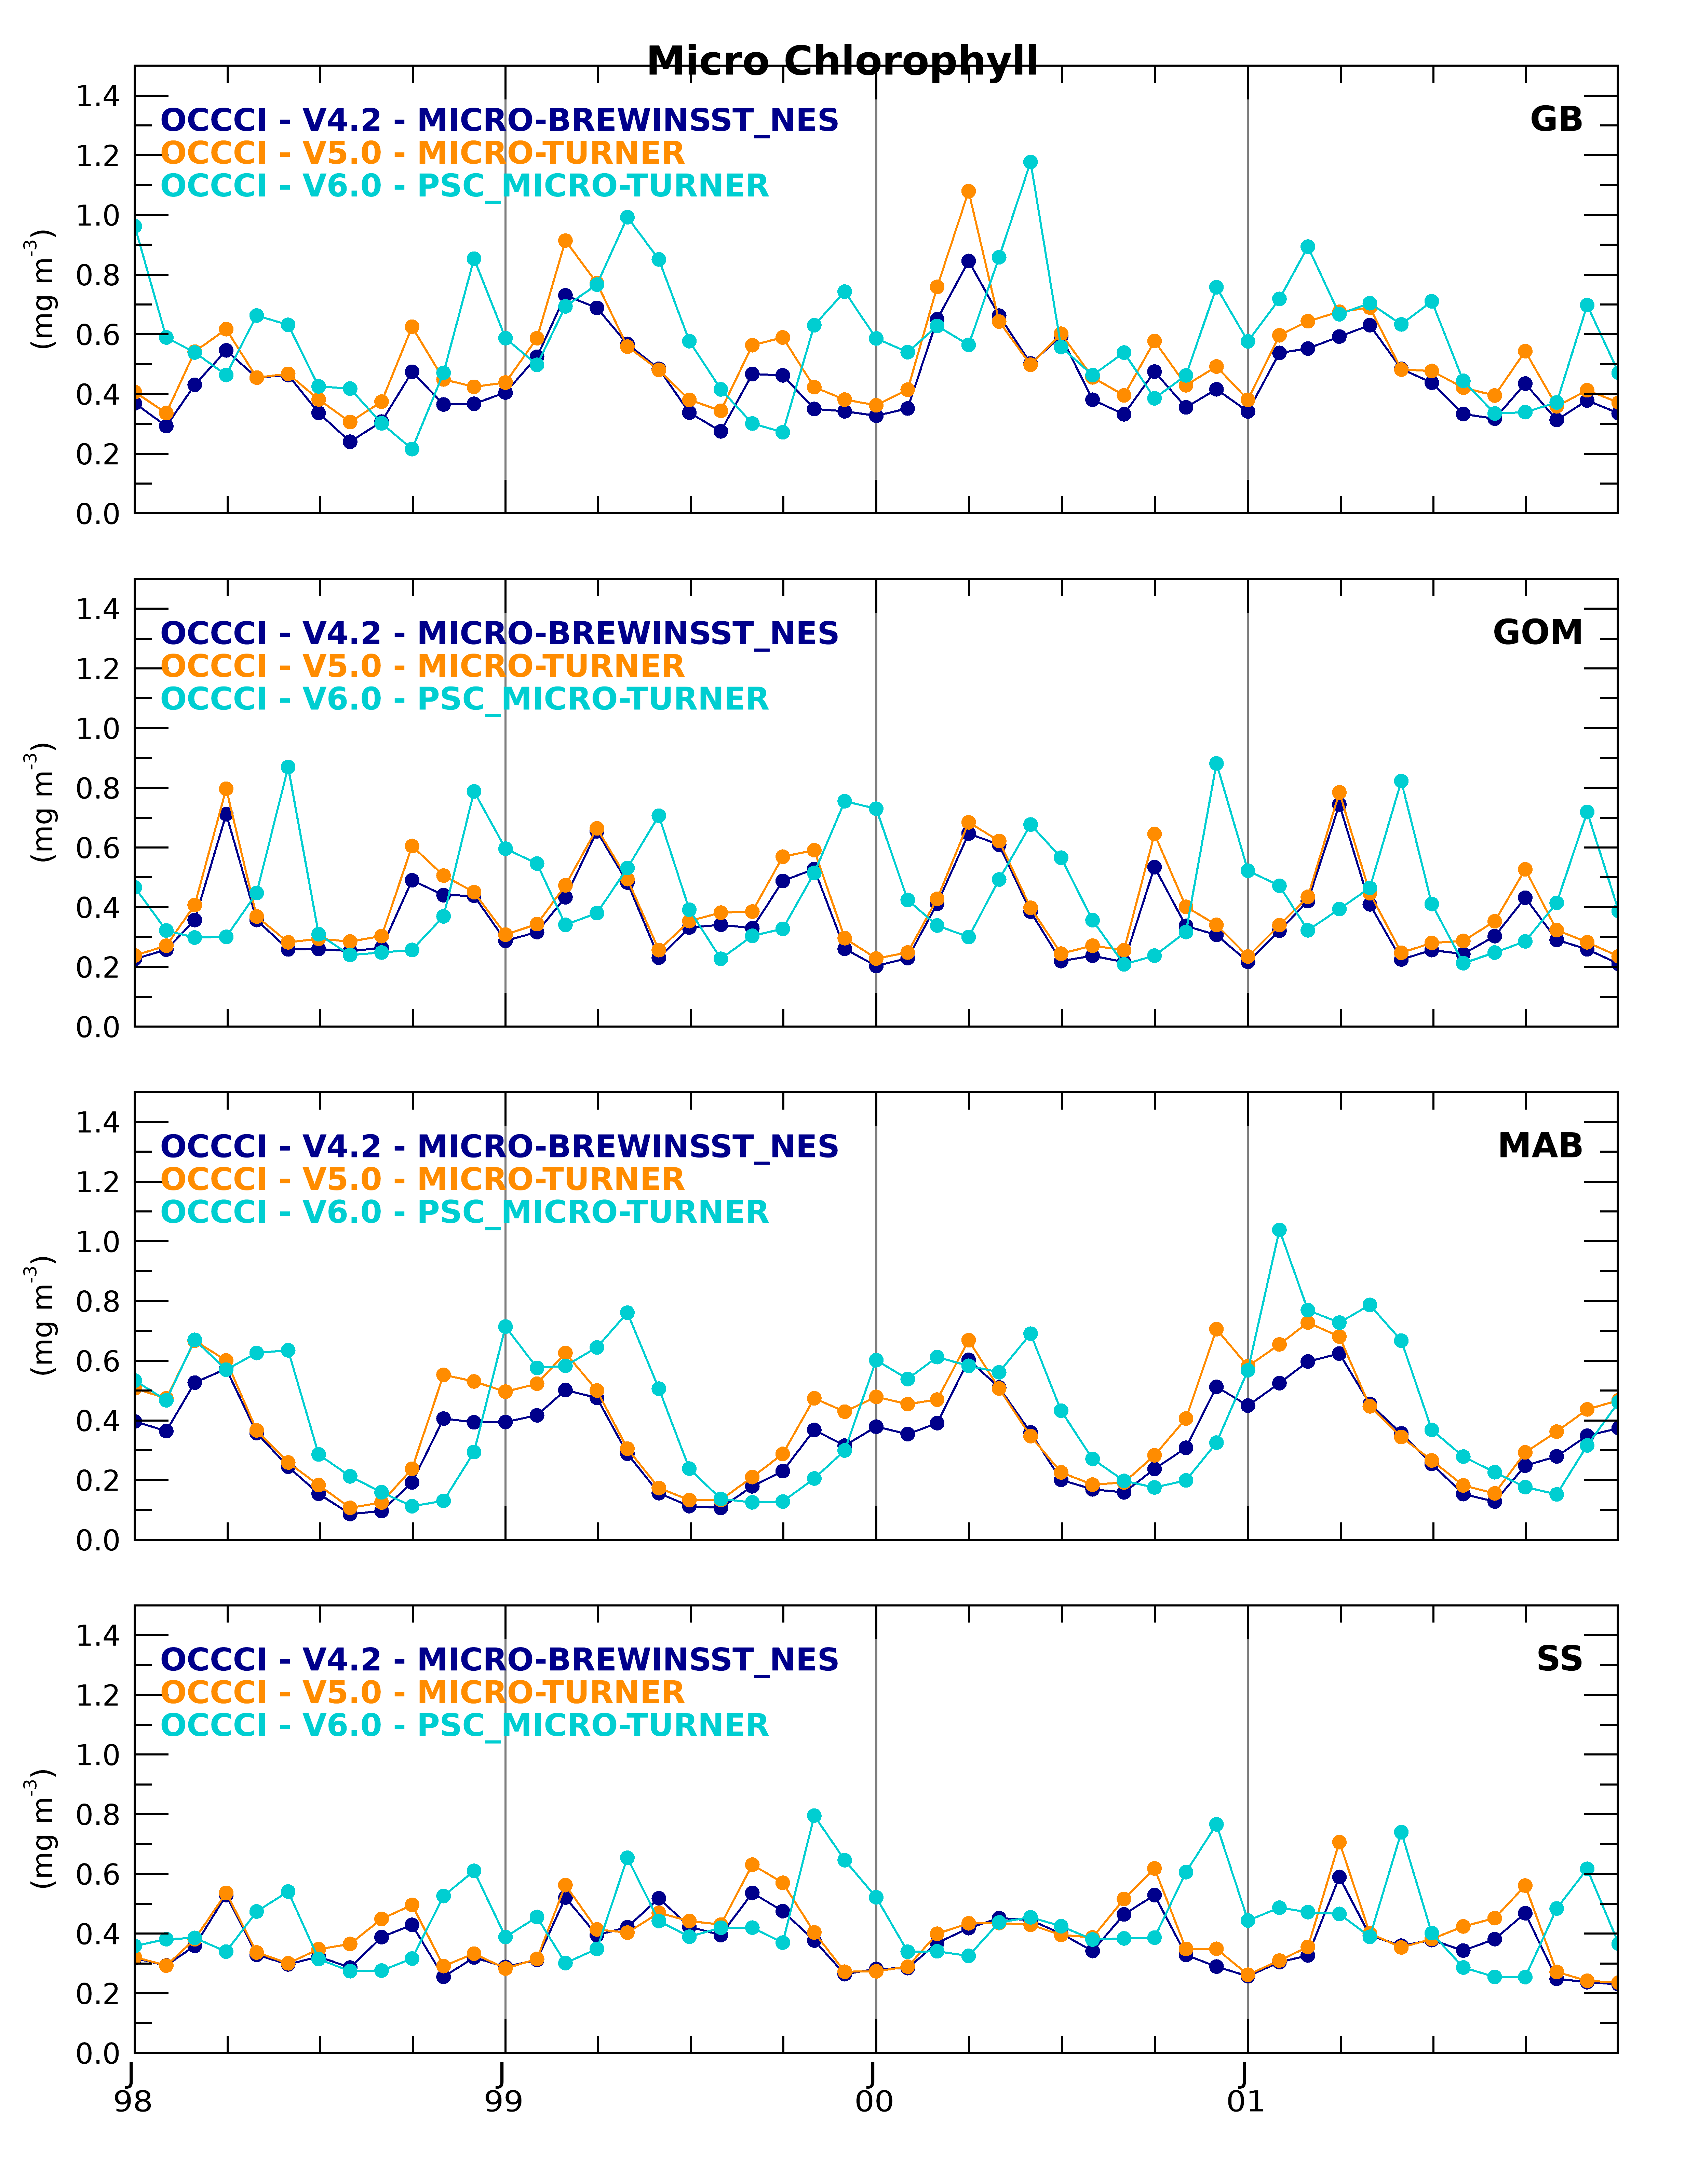 Micro Chlorophyll
1.4
OCCCI - V4.2 - MICRO-BREWINSST_NES
GB
OCCCI - V5.0 - MICRO-TURNER
1.2
OCCCI - V6.0 - PSC_MICRO-TURNER
1.0
(mg m-3)
0.8
0.6
0.4
0.2
0.0
1.4
OCCCI - V4.2 - MICRO-BREWINSST_NES
GOM
OCCCI - V5.0 - MICRO-TURNER
1.2
OCCCI - V6.0 - PSC_MICRO-TURNER
1.0
(mg m-3)
0.8
0.6
0.4
0.2
0.0
1.4
OCCCI - V4.2 - MICRO-BREWINSST_NES
MAB
OCCCI - V5.0 - MICRO-TURNER
1.2
OCCCI - V6.0 - PSC_MICRO-TURNER
1.0
(mg m-3)
0.8
0.6
0.4
0.2
0.0
1.4
OCCCI - V4.2 - MICRO-BREWINSST_NES
SS
OCCCI - V5.0 - MICRO-TURNER
1.2
OCCCI - V6.0 - PSC_MICRO-TURNER
1.0
(mg m-3)
0.8
0.6
0.4
0.2
0.0
J J J J
98 99 00 01